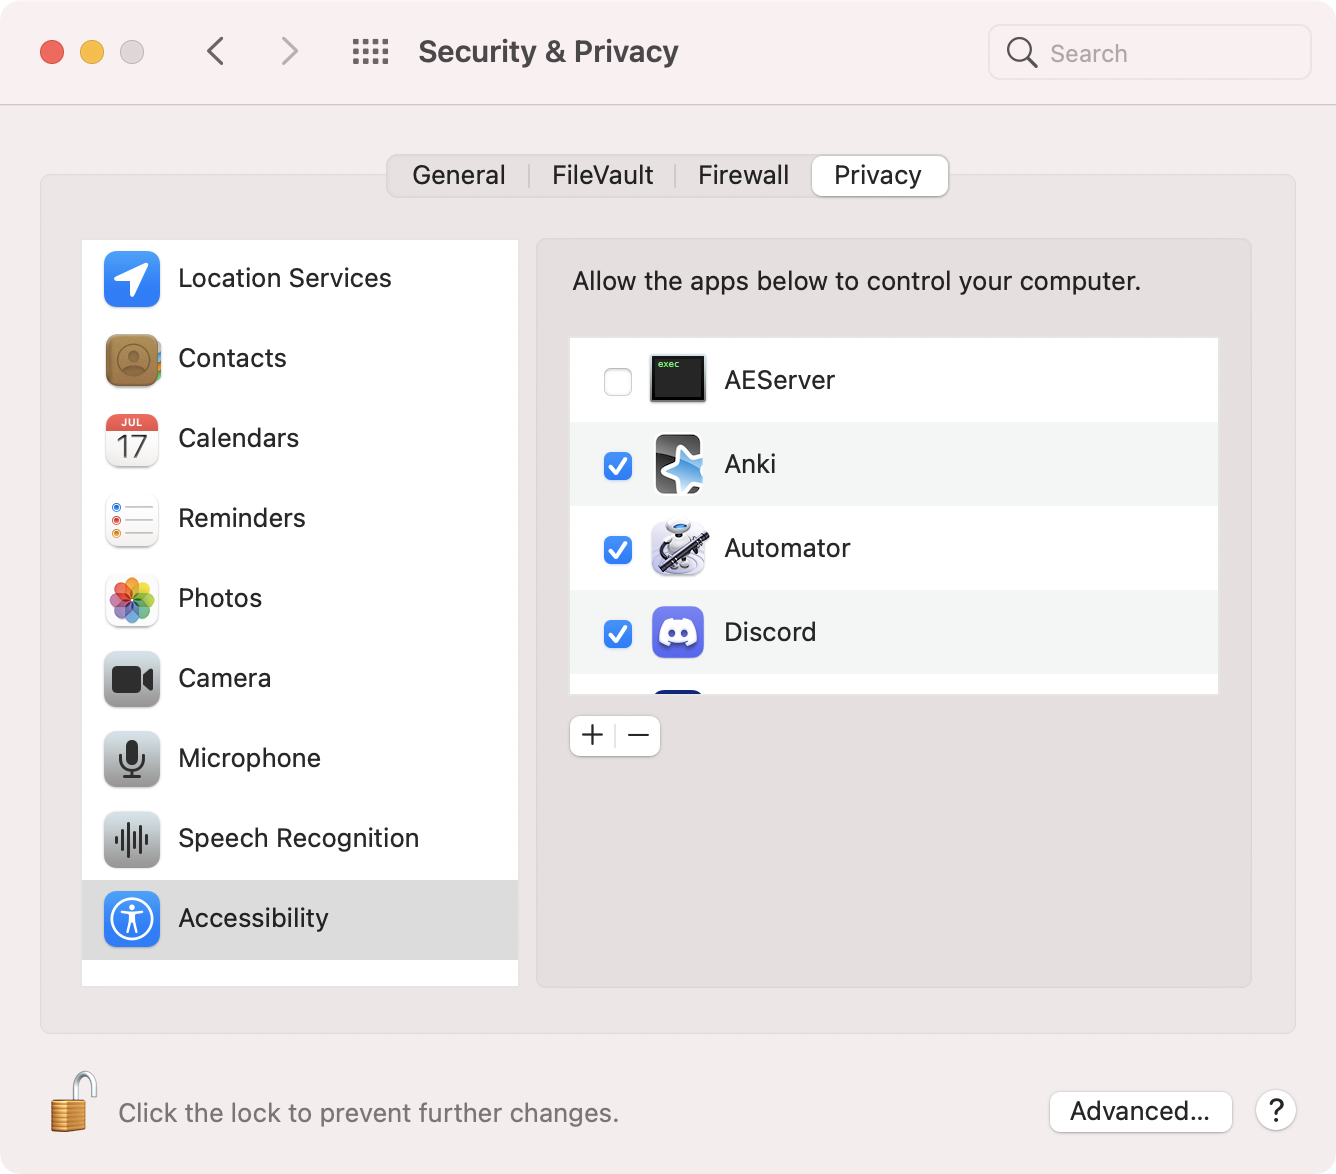 Security & Privacy
Search
General
FileVault
Firewall
Privacy
Location Services
Contacts
JUL
17
Calendars
Reminders
Photos
Camera
Microphone
Speech Recognition
Accessibility
Allow the apps below to control your computer.
exec
AEServer
Anki
Automator
Discord
Click the lock to prevent further changes.
Advanced...
?